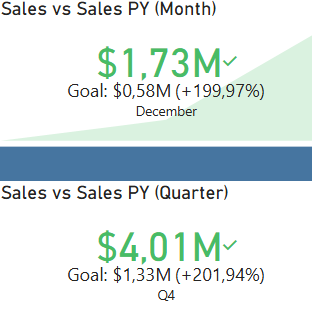 Sales vs Sales PY (Month)
$1,73M✓
Goal: $0,58M (+199,97%)
December
Sales vs Sales PY (Quarter)
$4,01M✓
Goal: $1,33M (+201,94%)
Q4